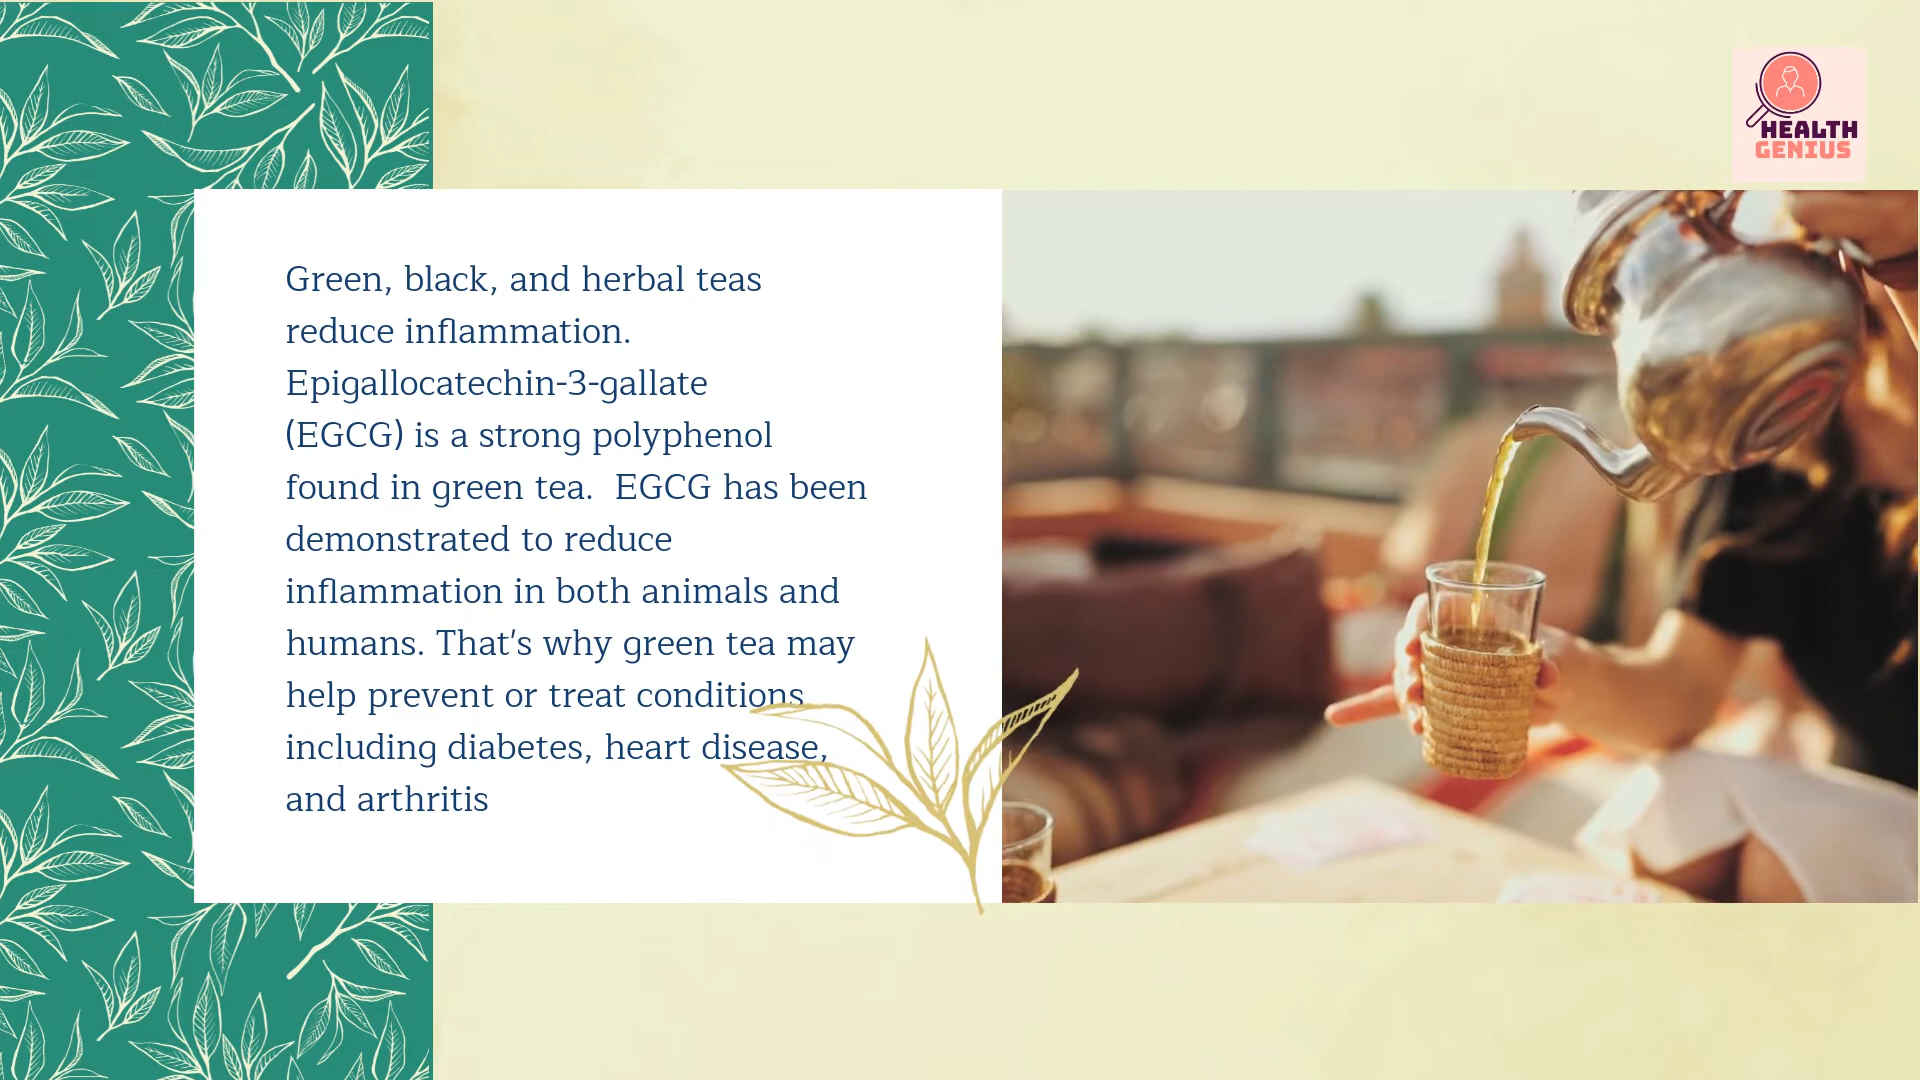 HEALTH
GENIUS
Green, black, and herbal teas
reduce inflammation.
Epigallocatechin-3-gallate
(EGCG) is a strong polyphenol
found in green tea.  EGCG has been
demonstrated to reduce
inflammation in both animals and
humans. That's why green tea may
help prevent or treat conditions
including diabetes, heart disease,
and arthritis